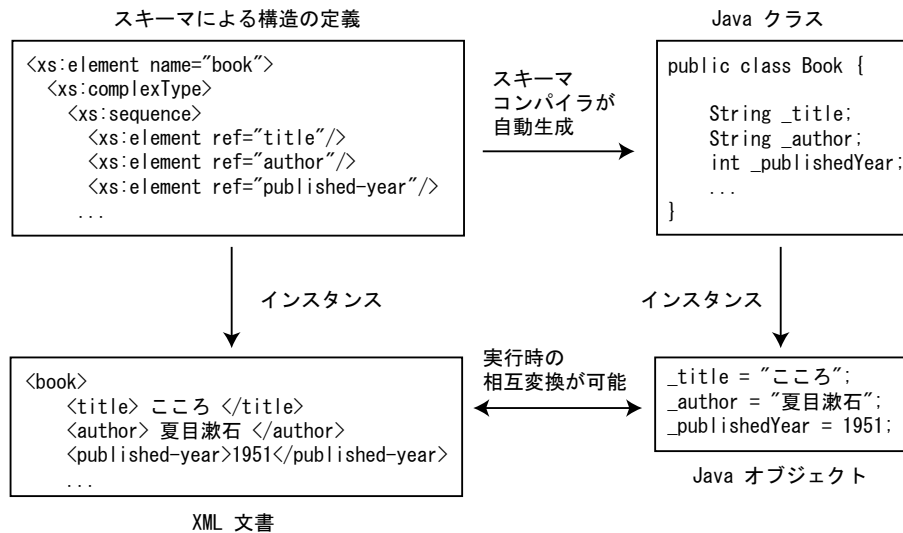 スキーマによる構造の定義
<xs:element name="book">
<xs:complexType>
<xs:sequence>
<xs:element ref="title"/>
<xs:element ref="author"/>
<xs:element ref="published-year"/>
...
スキーマ
コンパイラが
自動生成
Java クラス
public class Book {
String _title;
String _author;
int _publishedYear;
...
}
インスタンス
インスタンス
<book>
<title> こころ </title>
<author> 夏目漱石 </author>
<published-year>1951</published-year>
...
XML 文書
実行時の
相互変換が可能
_title = "こころ";
_author = "夏目漱石";
_publishedYear = 1951;
Java オブジェクト